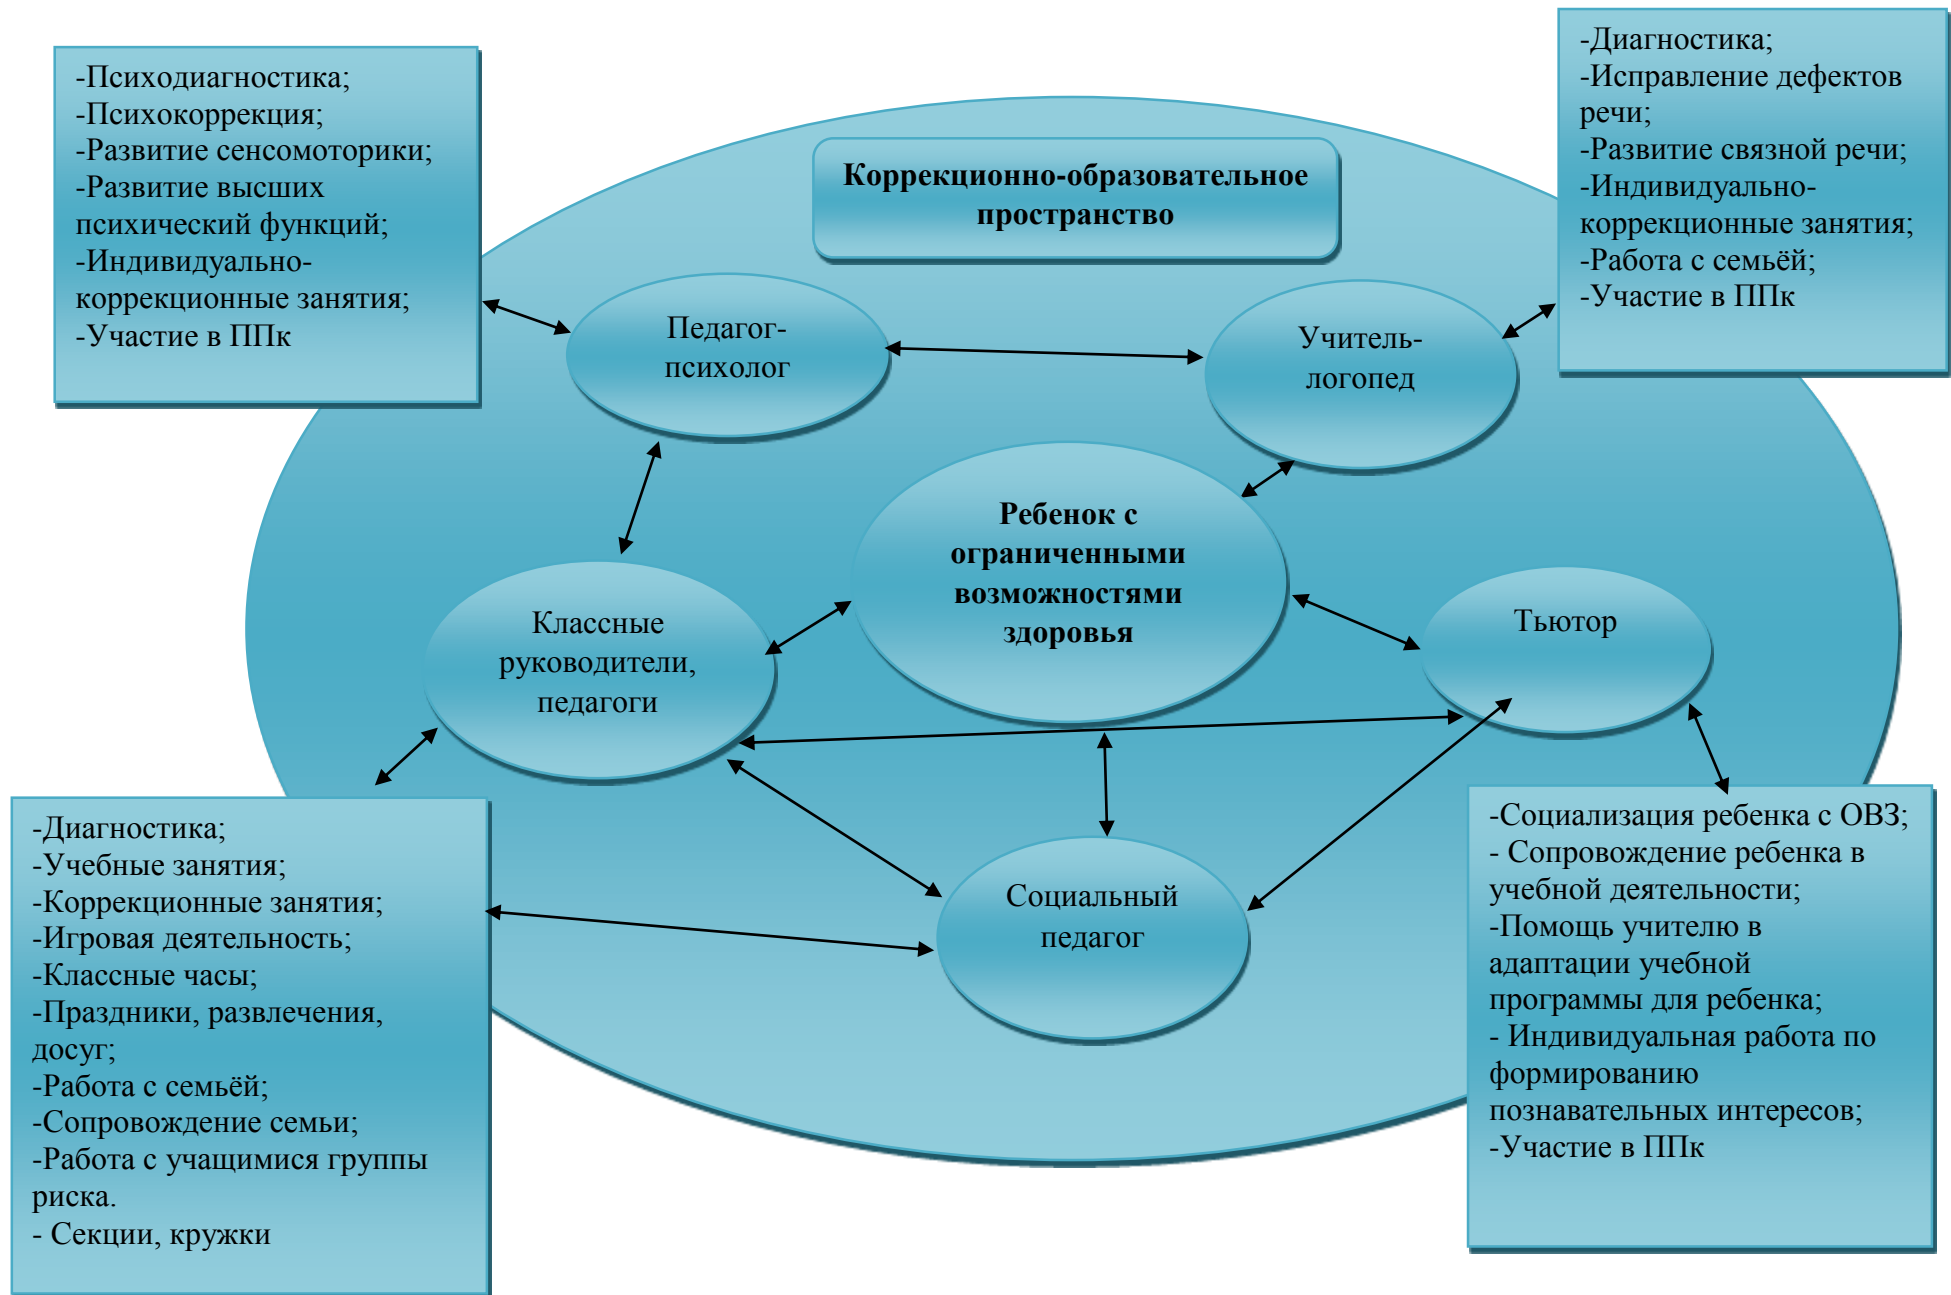 -Психодиагностика;
-Психокоррекция;
-Развитие сенсомоторики;
-Развитие высших
психический функций;
-Индивидуально-
коррекционные занятия;
-Участие в ППк
Коррекционно-образовательное
пространство
-Диагностика;
-Исправление дефектов
речи;
-Развитие связной речи;
-Индивидуально-
коррекционные занятия;
-Работа с семьёй;
-Участие в ППк
Педагог-
психолог
Учитель-
логопед
Ребенок с
ограниченными
возможностями
здоровья
Классные
руководители,
педагоги
Тьютор
Социальный
педагог
-Диагностика;
-Учебные занятия;
-Коррекционные занятия;
-Игровая деятельность;
-Классные часы;
-Праздники, развлечения,
досуг;
-Работа с семьёй;
-Сопровождение семьи;
-Работа с учащимися группы
риска.
- Секции, кружки
-Социализация ребенка с ОВЗ;
- Сопровождение ребенка в
учебной деятельности;
-Помощь учителю в
адаптации учебной
программы для ребенка;
- Индивидуальная работа по
формированию
познавательных интересов;
-Участие в ППк